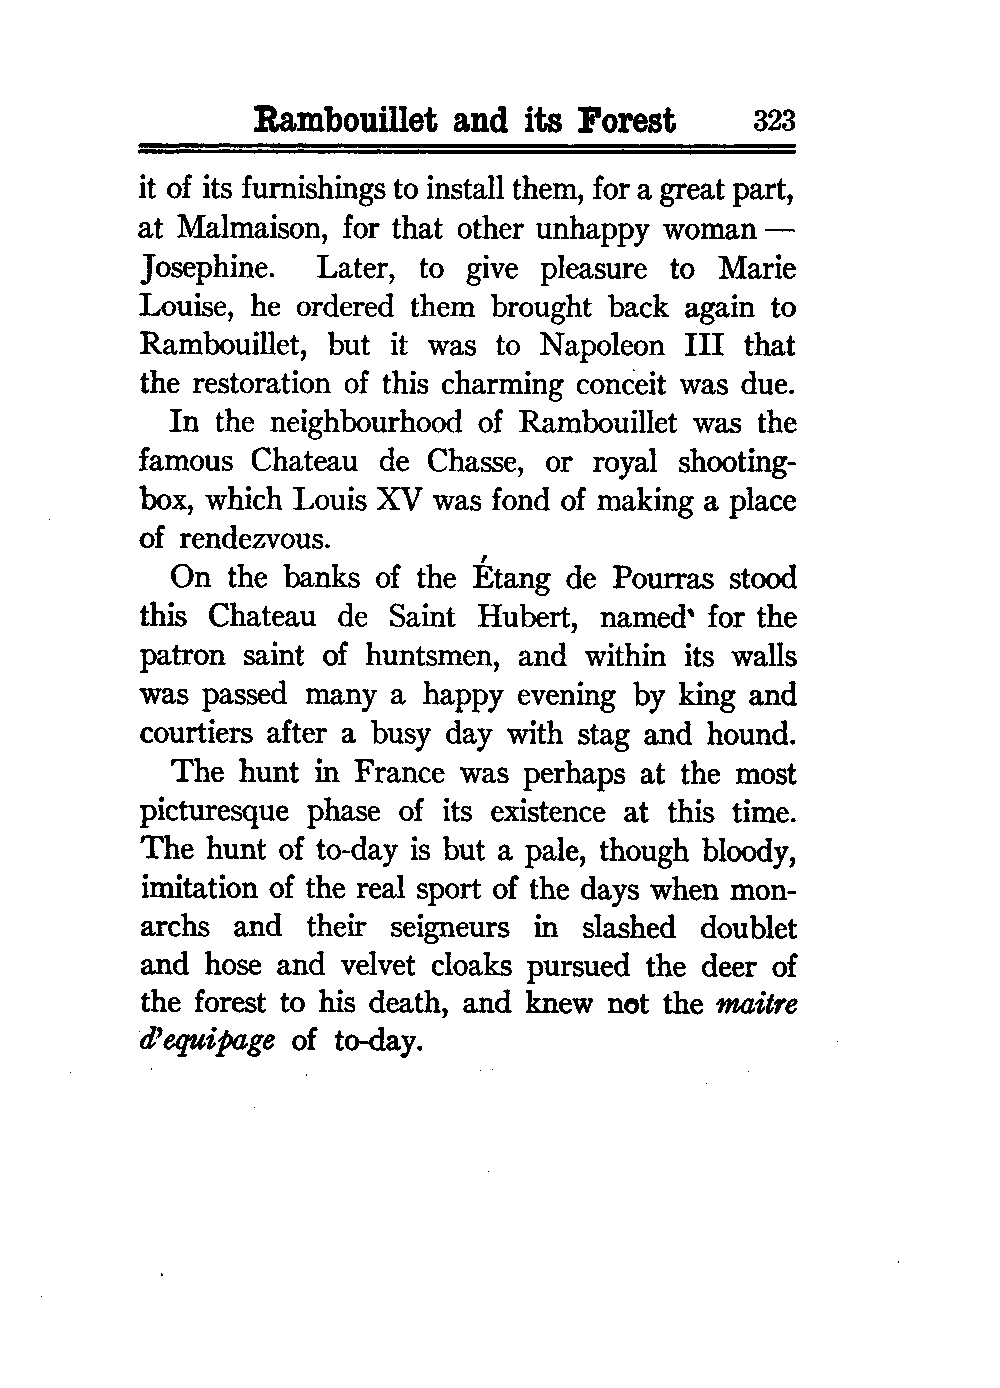 Rambouillet and its Forest 323
it of its furnishings to install them, for a great part,
at Malmaison, for that other unhappy woman —
Josephine. Later, to give pleasure to Marie
Louise, he ordered them brought back again to
Rambouillet, but it was to Napoleon III that
the restoration of this charming conceit was due.
In the neighbourhood of Rambouillet was the
famous Chateau de Chasse, or royal shooting-
box, which Louis XV was fond of making a place
of rendezvous.
On the banks of the Étang de Pourras stood
this Chateau de Saint Hubert, named for the
patron saint of huntsmen, and within its walls
was passed many a happy evening by king and
courtiers after a busy day with stag and hound.
The hunt in France was perhaps at the most
picturesque phase of its existence at this time.
The hunt of to-day is but a pale, though bloody,
imitation of the real sport of the days when mon-
archs and their seigneurs in slashed doublet
and hose and velvet cloaks pursued the deer of
the forest to his death, and knew not the maitre
d'equipage of to-day.